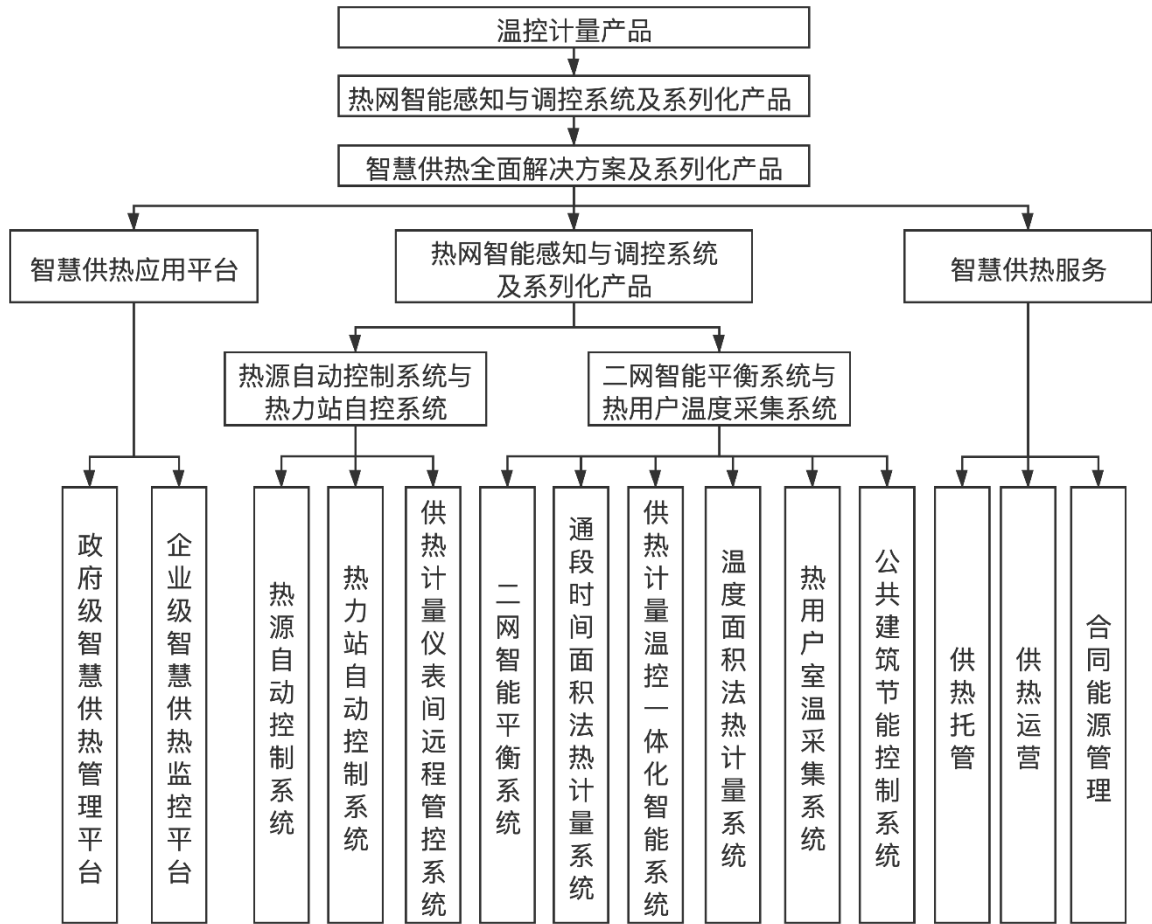 温控计量产品
热网智能感知与调控系统及系列化产品
智慧供热全面解决方案及系列化产品
智慧供热应用平台
热网智能感知与调控系统
及系列化产品
智慧供热服务
热源自动控制系统与
热力站自控系统
二网智能平衡系统与
热用户温度采集系统
政府级智慧供热管理平台
企业级智慧供热监控平台
热源自动控制系统
热力站自动控制系统
供热计量仪表间远程管控系统
二网智能平衡系统
通段时间面积法热计量系统
供热计量温控一体化智能系统
温度面积法热计量系统
热用户室温采集系统
公共建筑节能控制系统
供热托管
供热运营
合同能源管理